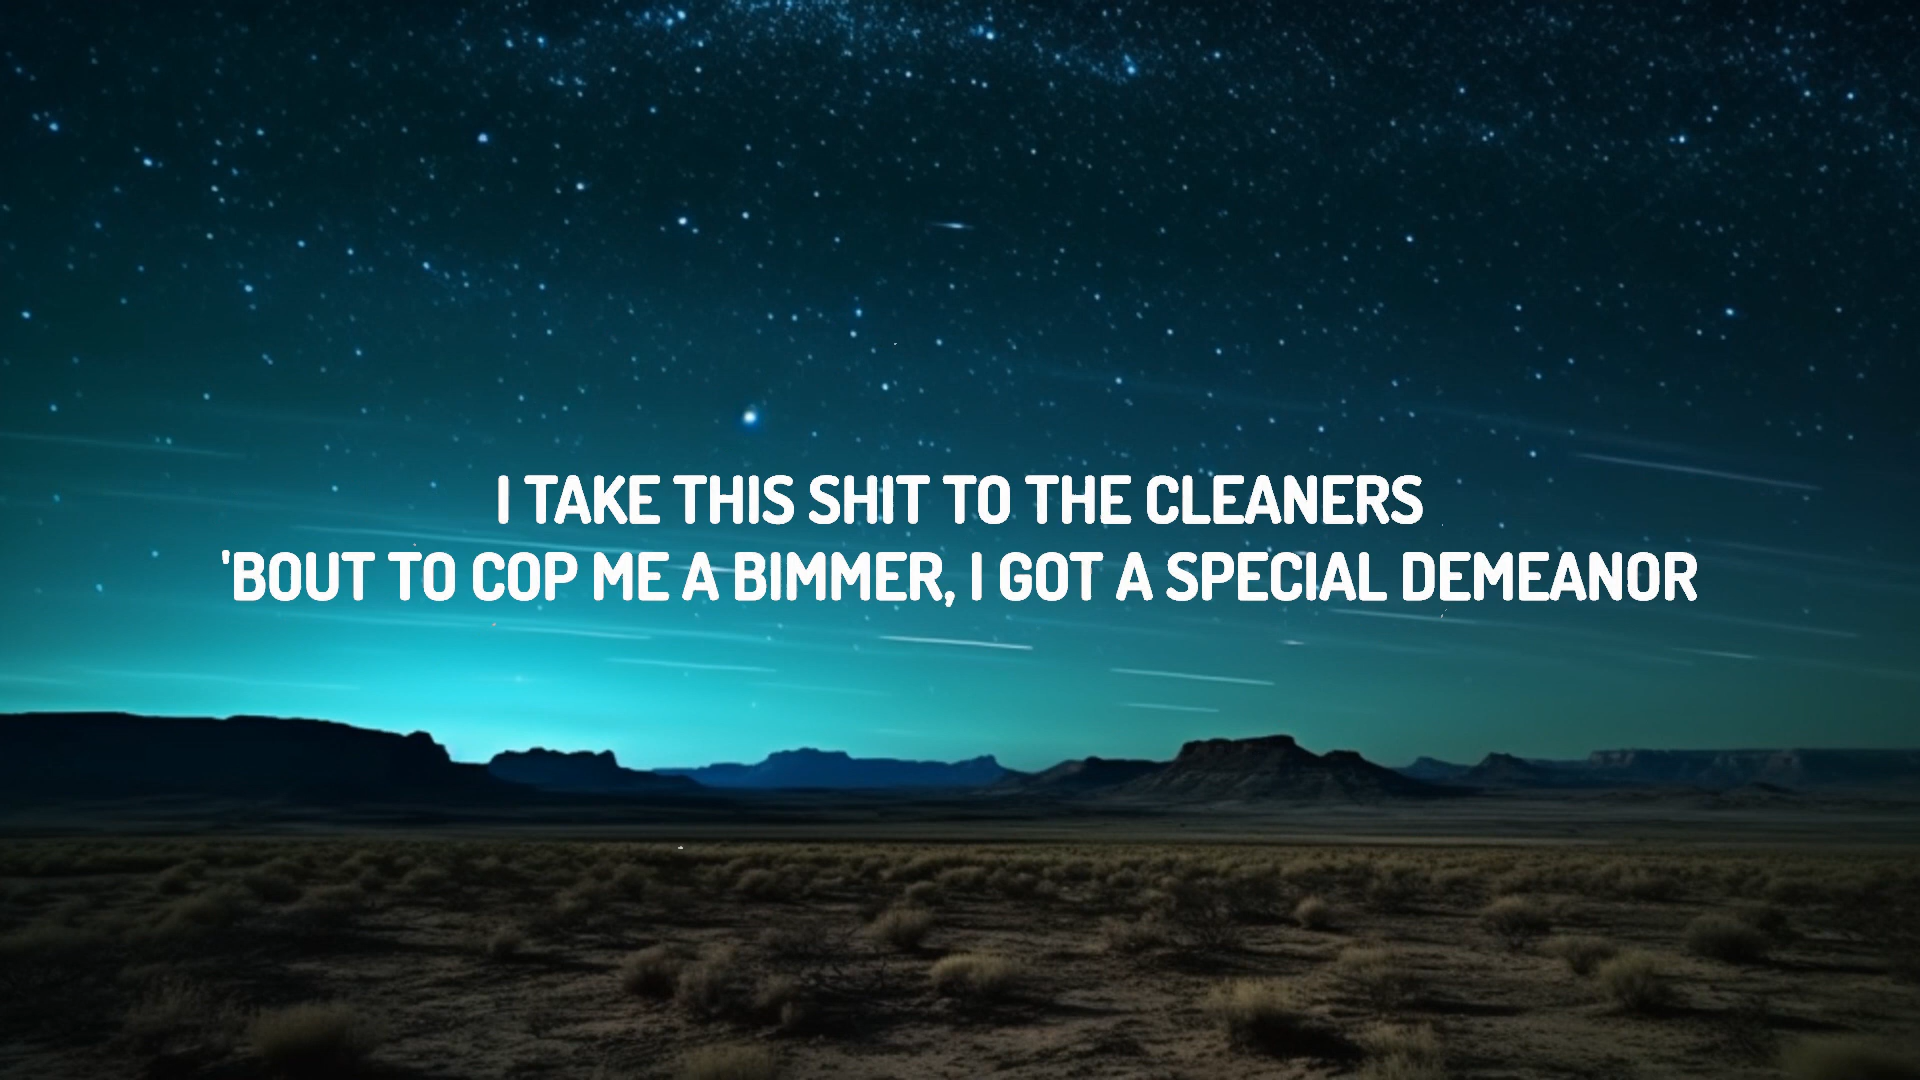 I TAKE THIS SHIT TO THE CLEANERS
'BOUT TO COP ME A BIMMER, I GOT A SPECIAL DEMEANOR